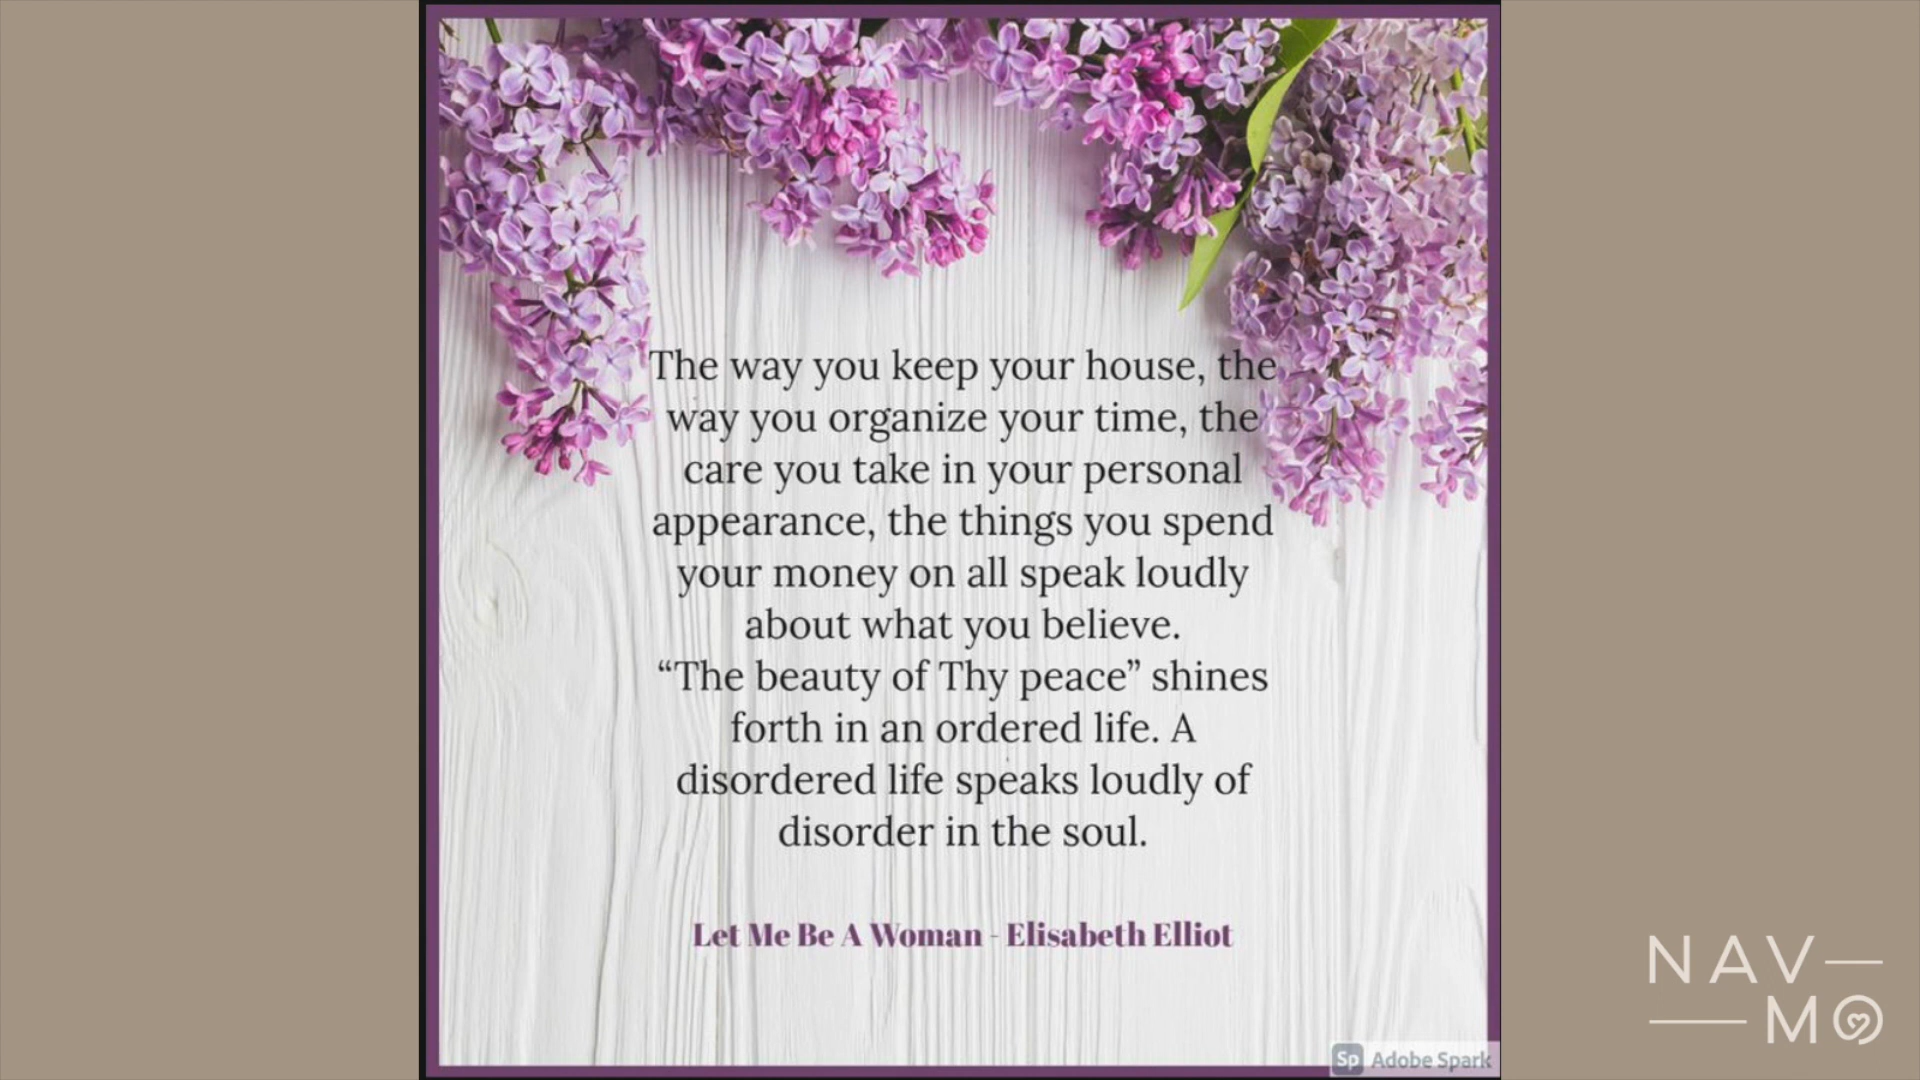 The way you keep your house, the
way you organize your time, the
care you take in your personal
appearance, the things you spend
your money on all speak loudly
about what you believe.
“The beauty of Thy peace” shines
forth in an ordered life. A
disordered life speaks loudly of
disorder in the soul.
Let Me Be A Woman - Elisabeth Elliot
Sp Adobe Spark
NAV
MO